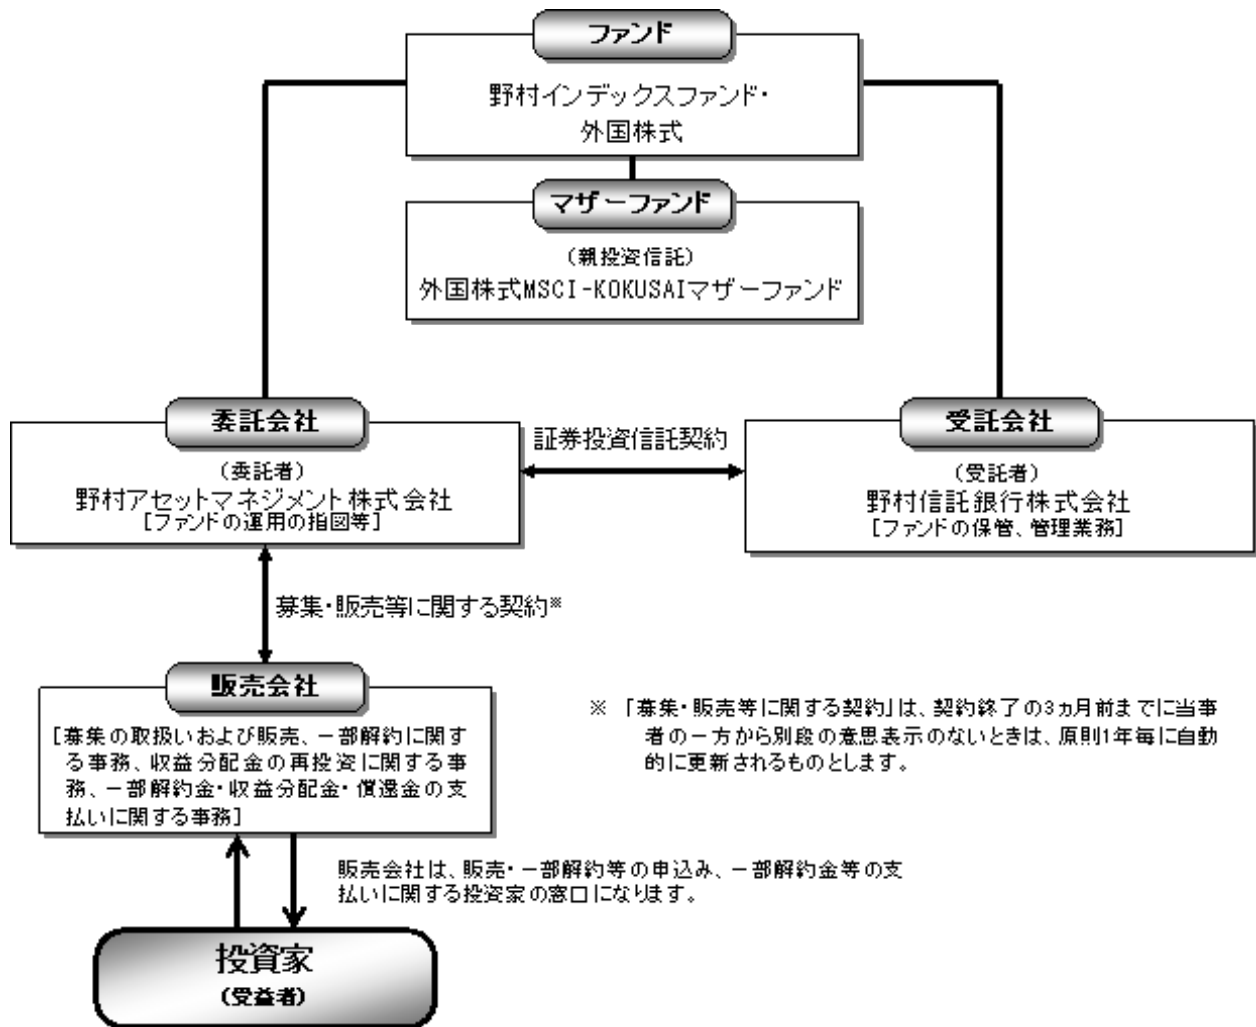 ファンド
野村インデックスファンド・
外国株式
マザーファンド
(親投資信託)
外国株式MSCI-KOKUSAIマザーファンド
委託会社
(委託者)
野村アセットマネジメント株式会社
[ファンドの運用の指図等]
証券投資信託契約
受託会社
(受託者)
野村信託銀行株式会社
[ファンドの保管、管理業務]
募集・販売等に関する契約※
販売会社
[募集の取扱いおよび販売、一部解約に関す
る事務、収益分配金の再投資に関する事
務、一部解約金・収益分配金・償還金の支
払いに関する事務]
※ 「募集・販売等に関する契約」は、契約終了の3ヵ月前までに当事
者の一方から別段の意思表示のないときは、原則1年毎に自動
的に更新されるものとします。
販売会社は、販売・一部解約等の申込み、一部解約金等の支
払いに関する投資家の窓口になります。
投資家
(受益者)